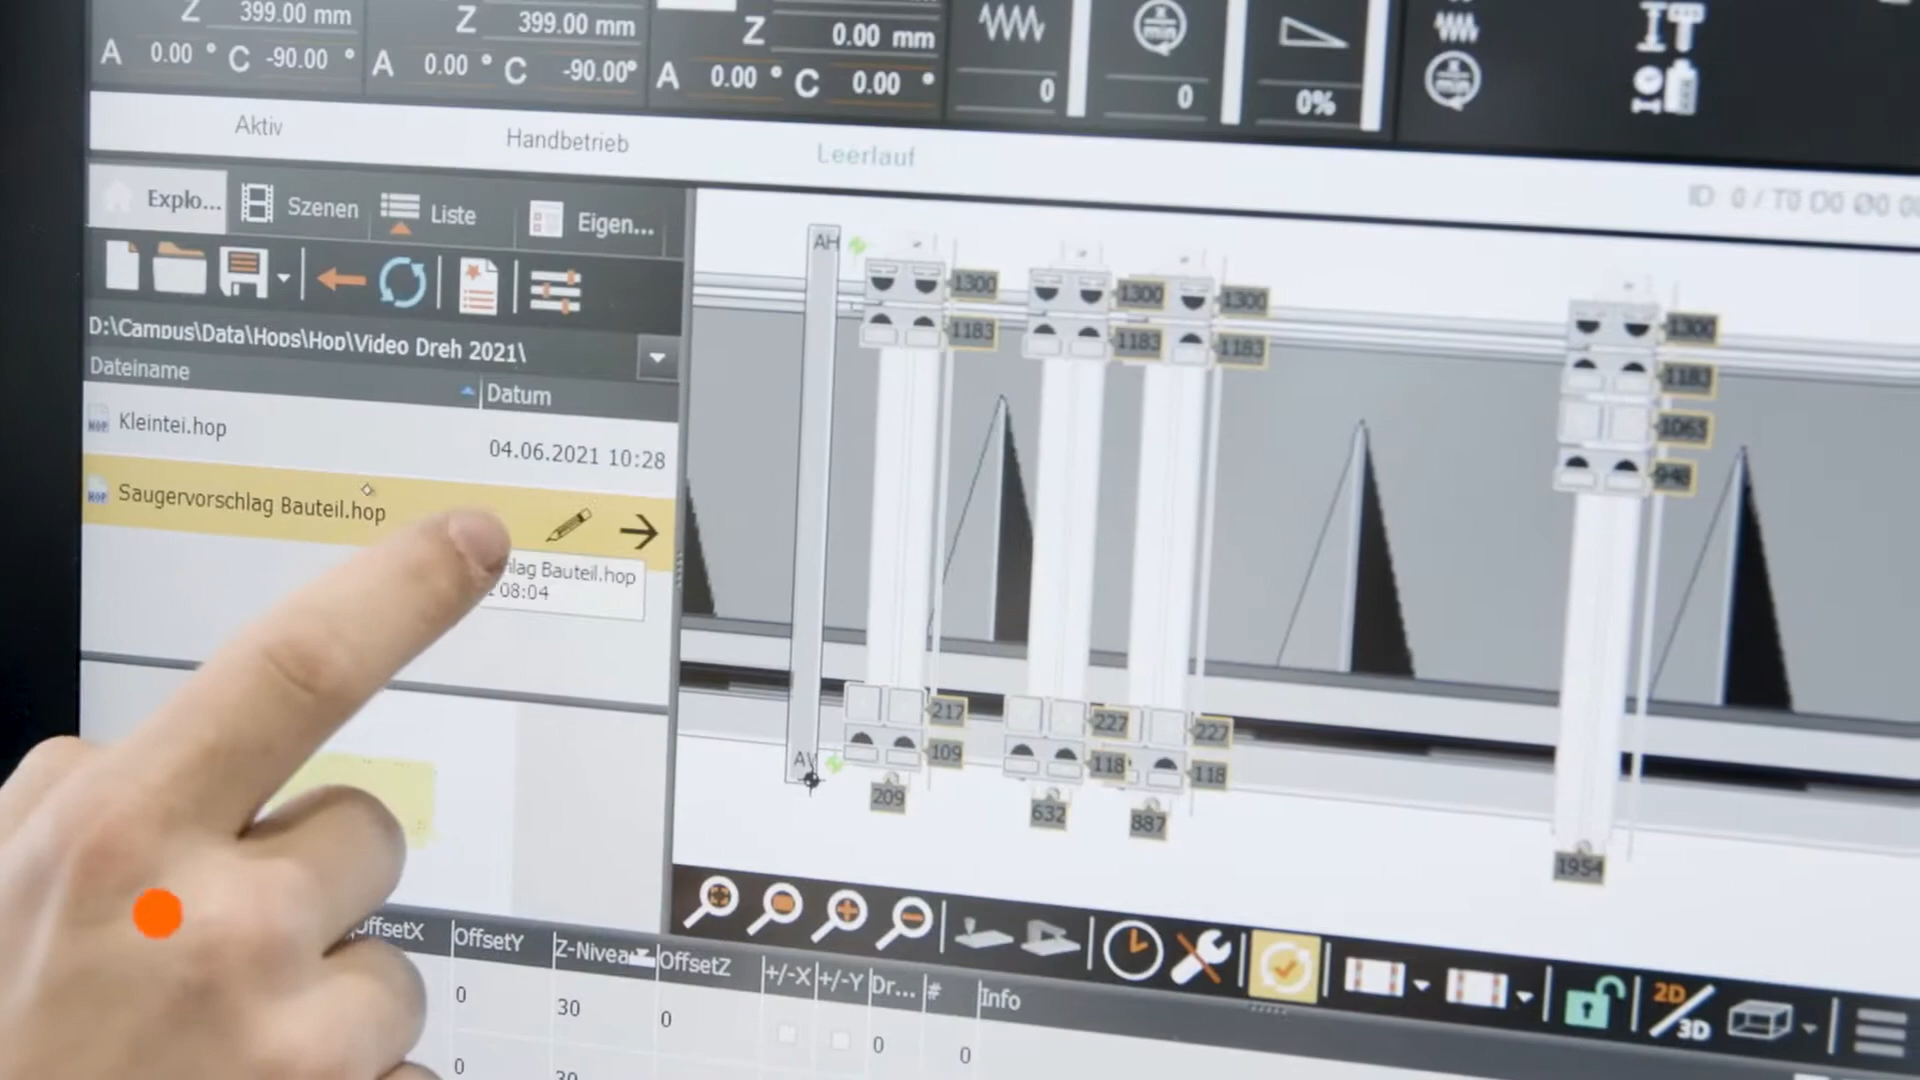 Z 399.00 mm
Z 399.00 mm
Z 0.00 mm
A 0.00 ° C -90.00 °
A 0.00 ° C -90.00°
A 0.00 ° C 0.00 °
0
0
0%
Aktiv
Handbetrieb
Leerlauf
Explo...
Szenen
Liste
Eigen...
D:\Campus\Data\Hops\Hop\Video Dreh 2021\
Dateiname
Datum
Kleintei.hop
04.06.2021 10:28
Saugervorschlag Bauteil.hop
Bauteil.hop
08:04
AH
1300
1300
1300
1300
1183
1183
1183
1183
1065
948
217
227
227
109
118
118
AV
209
632
887
1954
OffsetX
OffsetY
Z-Nivea
OffsetZ
+/-X
+/-Y
Dr...
#
Info
0
30
0
0
0
0
30
2D
3D